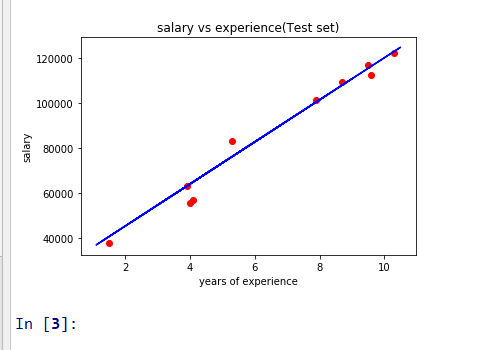 salary vs experience(Test set)
120000
100000
80000
60000
40000
salary
2 4 6 8 10
years of experience
In [3]: